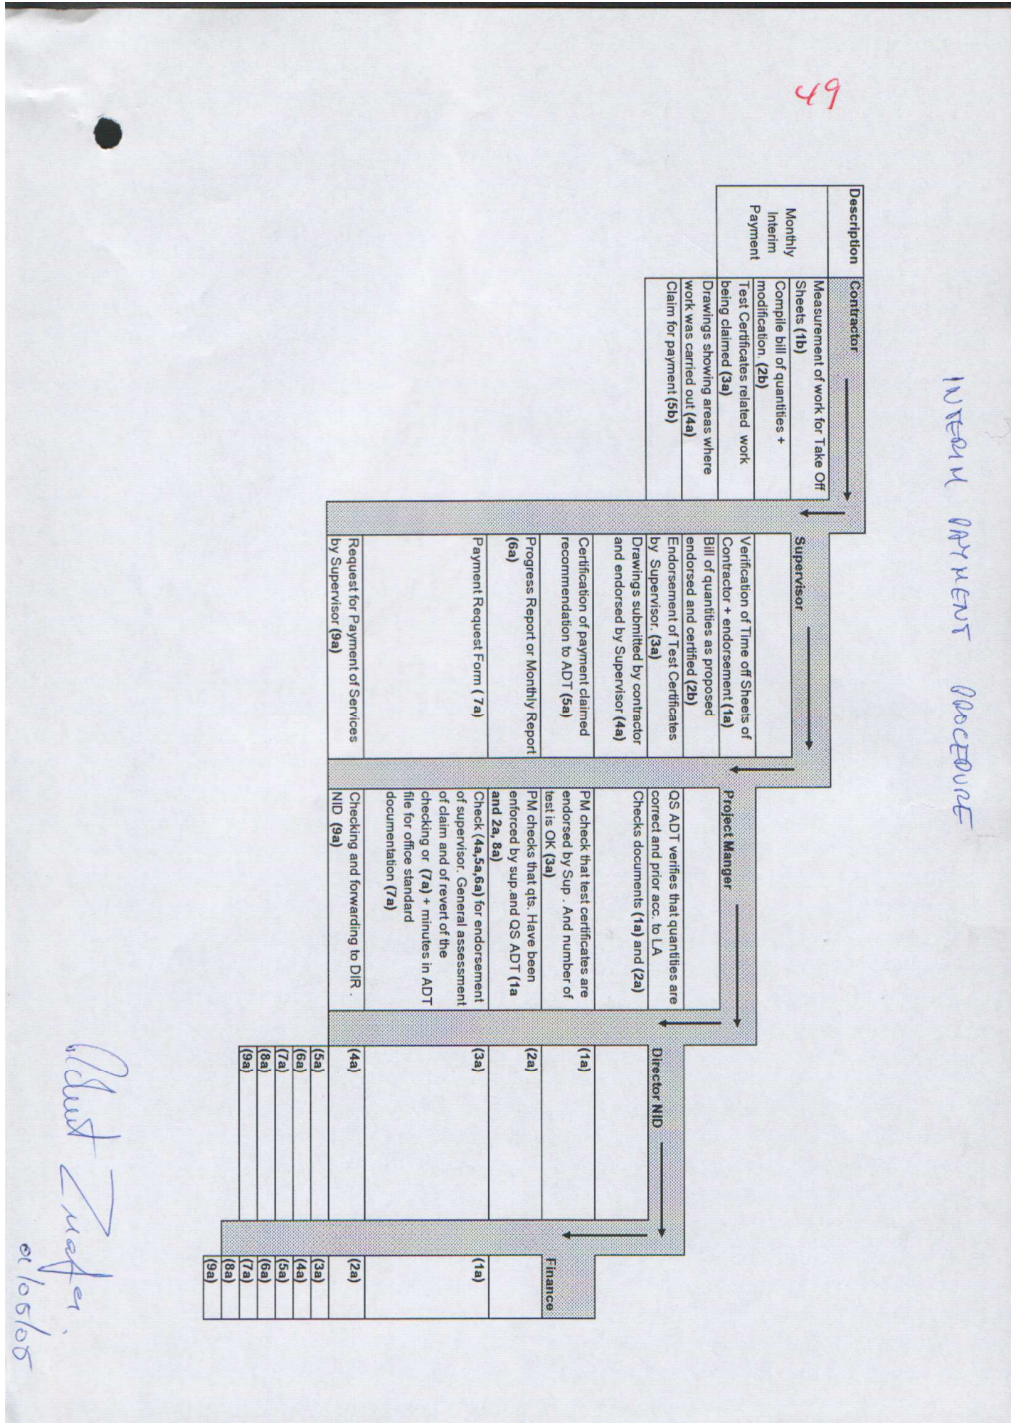 49
INTERIM PAYMENT PROCEDURE
Description
Monthly
Interim
Payment
Contractor
Measurement of work for Take Off
Sheets (1b)
Compile bill of quantities +
modification. (2b)
Test Certificates related work
being claimed (3a)
Drawings showing areas where
work was carried out (4a)
Claim for payment (5b)
Supervisor
Verification of Time off Sheets of
Contractor + endorsement (1a)
Bill of quantities as proposed
endorsed and certified (2b)
Endorsement of Test Certificates
by Supervisor. (3a)
Drawings submitted by contractor
and endorsed by Supervisor (4a)
Certification of payment claimed
recommendation to ADT (5a)
Progress Report or Monthly Report
(6a)
Payment Request Form ( 7a)
Request for Payment of Services
by Supervisor (9a)
Project Manger
QS ADT verifies that quantities are
correct and prior acc. to LA
Checks documents (1a) and (2a)
PM check that test certificates are
endorsed by Sup . And number of
test is OK (3a)
PM checks that qts. Have been
enforced by sup.and QS ADT (1a
and 2a, 8a)
Check (4a,5a,6a) for endorsement
of supervisor. General assessment
of claim and of revert of the
checking or (7a) + minutes in ADT
file for office standard
documentation (7a)
Checking and forwarding to DIR .
NID (9a)
Director NID
(1a)
(2a)
(3a)
(4a)
(5a)
(6a)
(7a)
(8a)
(9a)
Finance
(1a)
(2a)
(3a)
(4a)
(5a)
(6a)
(7a)
(8a)
(9a)